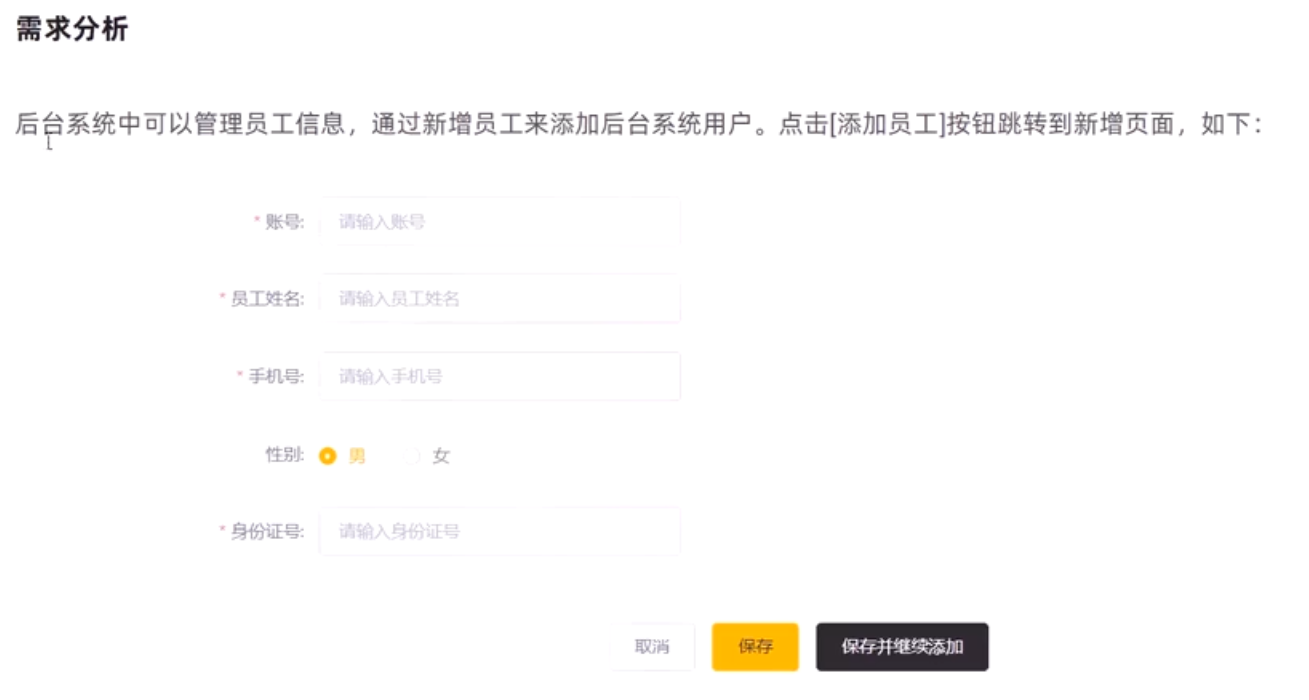 需求分析
后台系统中可以管理员工信息，通过新增员工来添加后台系统用户。点击[添加员工]按钮跳转到新增页面，如下：
* 账号: 请输入账号
* 员工姓名: 请输入员工姓名
* 手机号: 请输入手机号
性别: 男 女
* 身份证号: 请输入身份证号
取消 保存 保存并继续添加